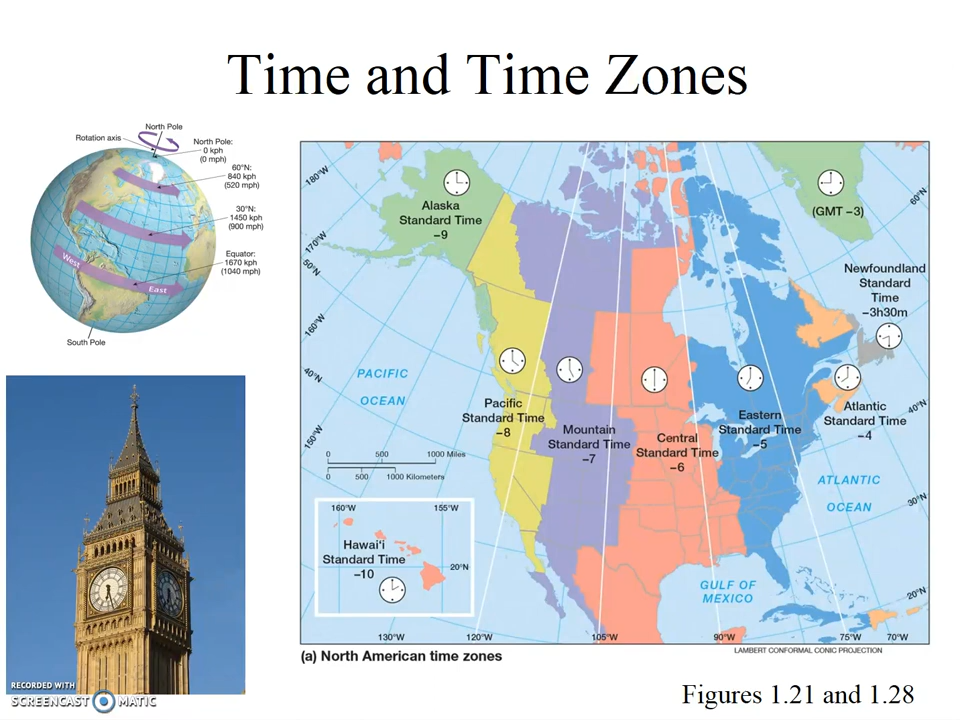 Time and Time Zones
North Pole
Rotation axis
North Pole:
0 kph
(0 mph)
60°N:
840 kph
(520 mph)
30°N:
1450 kph
(900 mph)
Equator:
1670 kph
(1040 mph)
West
East
South Pole
180°W
170°W
50°N
160°W
40°N
150°W
Alaska
Standard Time
–9
(GMT –3)
60°N
Newfoundland
Standard
Time
–3h30m
PACIFIC
OCEAN
Pacific
Standard Time
–8
Mountain
Standard Time
–7
Central
Standard Time
–6
Eastern
Standard Time
–5
Atlantic
Standard Time
–4
40°N
ATLANTIC
OCEAN
30°N
0 500 1000 Miles
0 500 1000 Kilometers
160°W 155°W
Hawai'i
Standard Time
–10
20°N
GULF OF
MEXICO
20°N
130°W 120°W 105°W 90°W 75°W 70°W
(a) North American time zones
LAMBERT CONFORMAL CONIC PROJECTION
RECORDED WITH
SCREENCAST MATIC
Figures 1.21 and 1.28